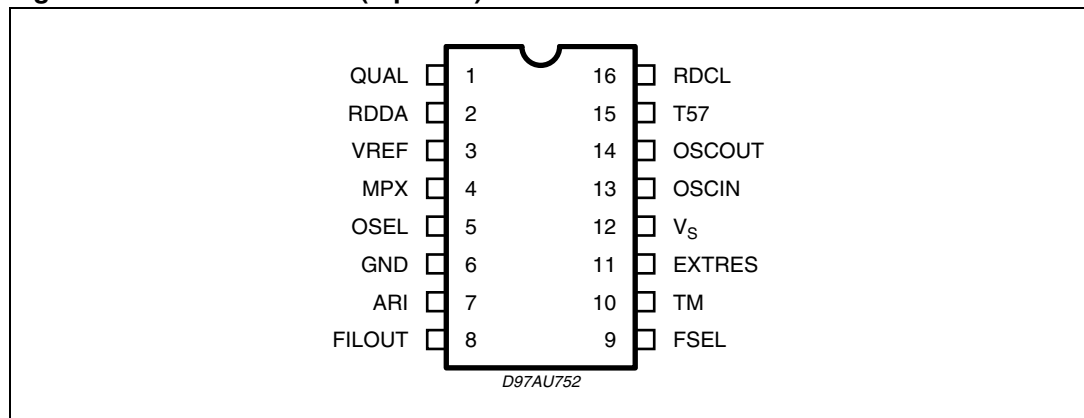 QUAL 1 16 RDCL
RDDA 2 15 T57
VREF 3 14 OSCOUT
MPX 4 13 OSCIN
OSEL 5 12 VS
GND 6 11 EXTRES
ARI 7 10 TM
FILOUT 8 9 FSEL
D97AU752